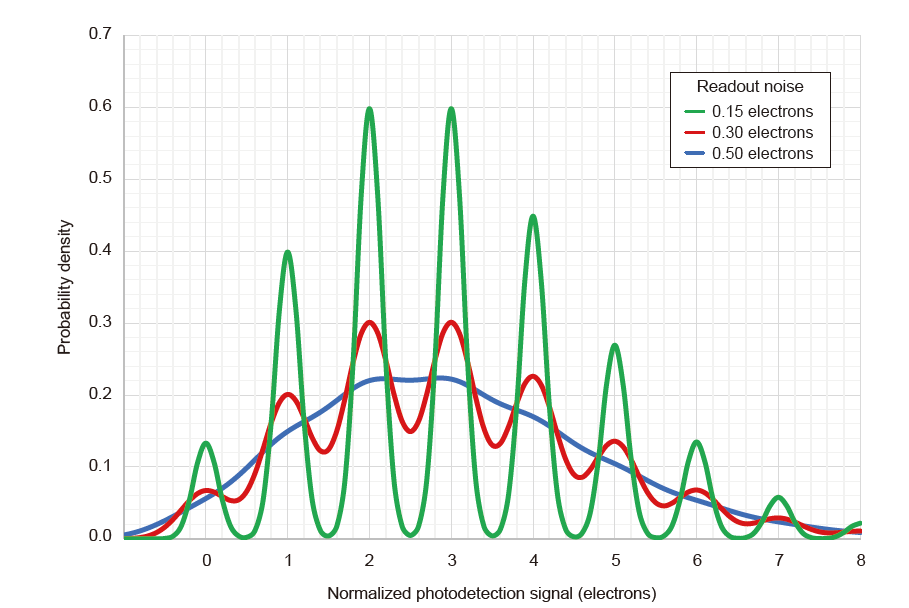 0.7
0.6
0.5
0.4
0.3
0.2
0.1
0.0
Probability density
Readout noise
0.15 electrons
0.30 electrons
0.50 electrons
0 1 2 3 4 5 6 7 8
Normalized photodetection signal (electrons)